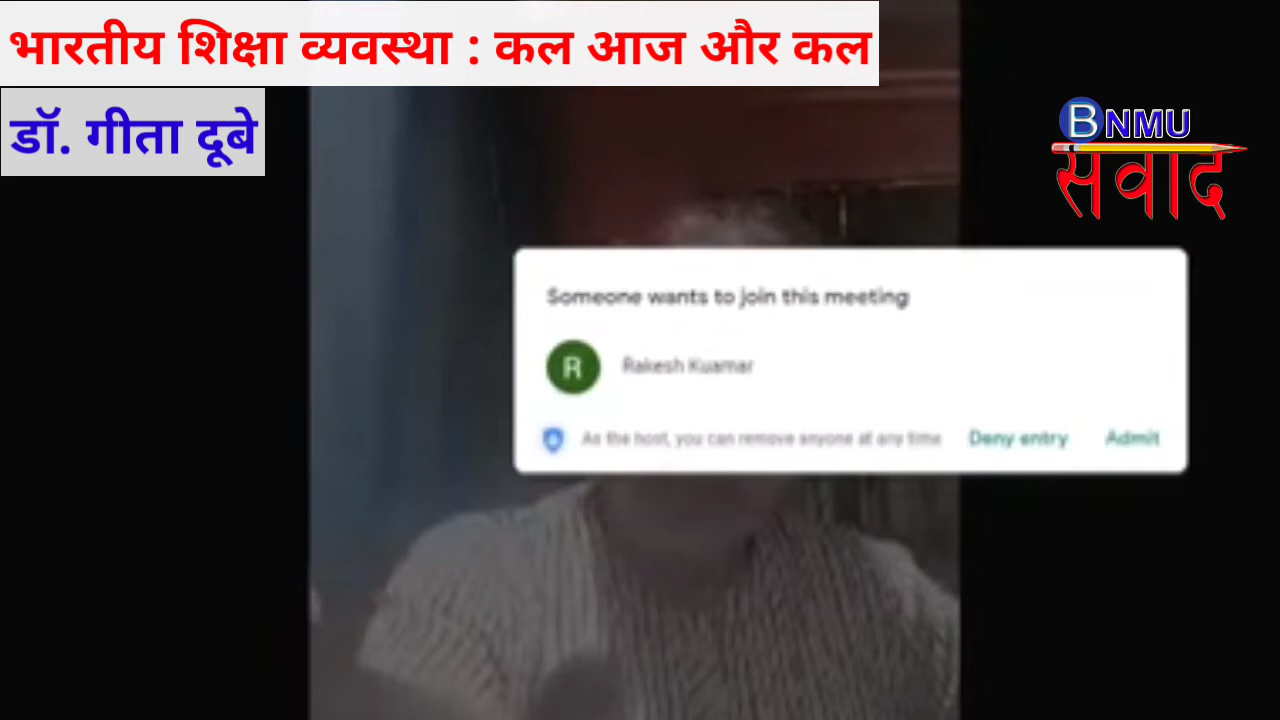 भारतीय शिक्षा व्यवस्था : कल आज और कल
डॉ. गीता दूबे
BNMU
संवाद
Someone wants to join this meeting
R
Rakesh Kuamar
As the host, you can remove anyone at any time
Deny entry
Admit